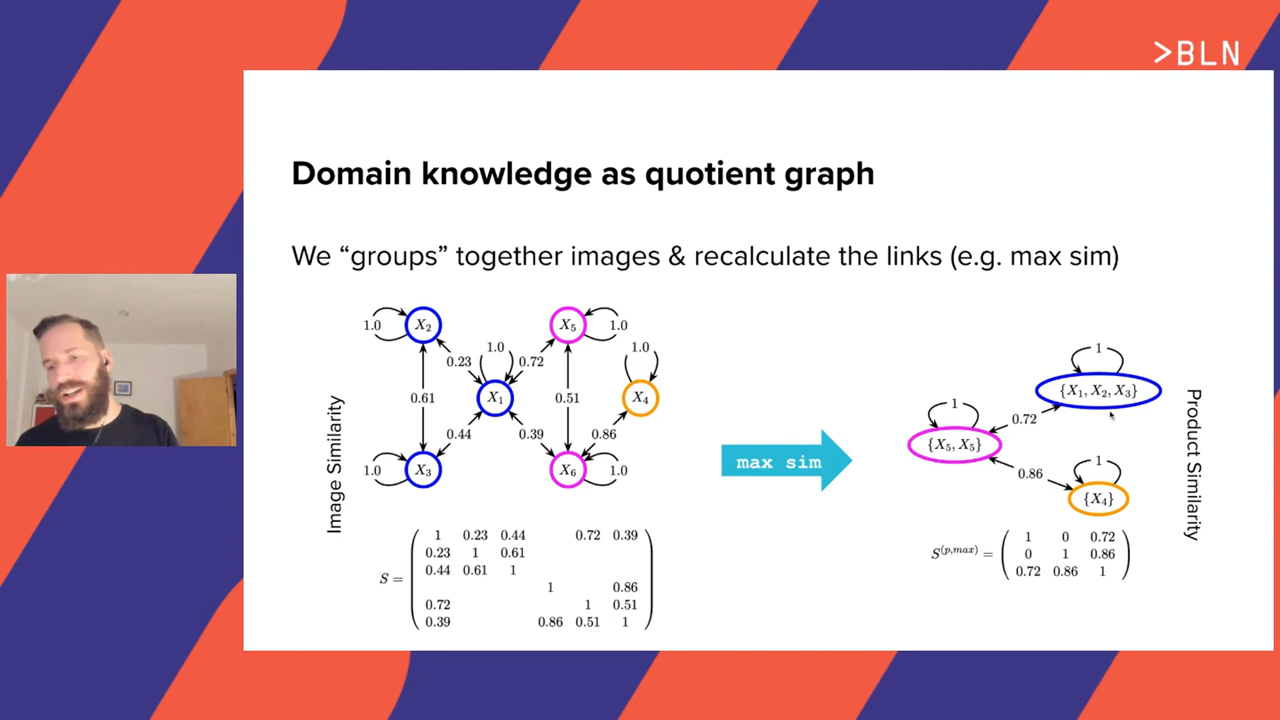 >BLN
Domain knowledge as quotient graph
We “groups” together images & recalculate the links (e.g. max sim)
Image Similarity
1.0 X₂ X₅ 1.0
1.0 1.0
0.23 0.72
0.61 X₁ 0.51 X₄
0.44 0.39 0.86
1.0 X₃ X₆ 1.0
S =
1 0.23 0.44 0.72 0.39
0.23 1 0.61
0.44 0.61 1
1 0.86
0.72 1 0.51
0.39 0.86 0.51 1
max sim
1
{X₁, X₂, X₃}
1
0.72
{X₅, X₅}
1
0.86
{X₄}
Product Similarity
S^(p,max) =
1 0 0.72
0 1 0.86
0.72 0.86 1